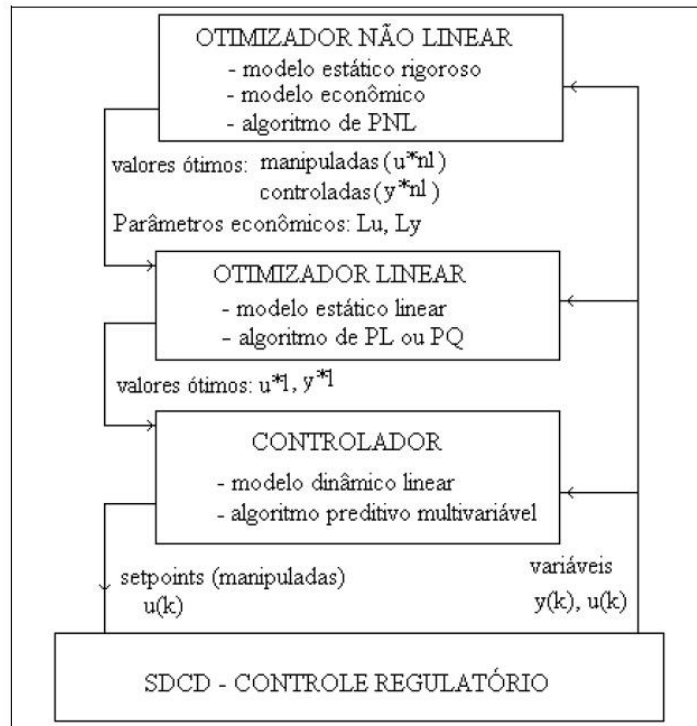 OTIMIZADOR NÃO LINEAR
- modelo estático rigoroso
- modelo econômico
- algoritmo de PNL
valores ótimos: manipuladas (u*nl)
controladas (y*nl)
Parâmetros econômicos: Lu, Ly
OTIMIZADOR LINEAR
- modelo estático linear
- algoritmo de PL ou PQ
valores ótimos: u*l, y*l
CONTROLADOR
- modelo dinâmico linear
- algoritmo preditivo multivariável
setpoints (manipuladas)
u(k)
variáveis
y(k), u(k)
SDCD - CONTROLE REGULATÓRIO